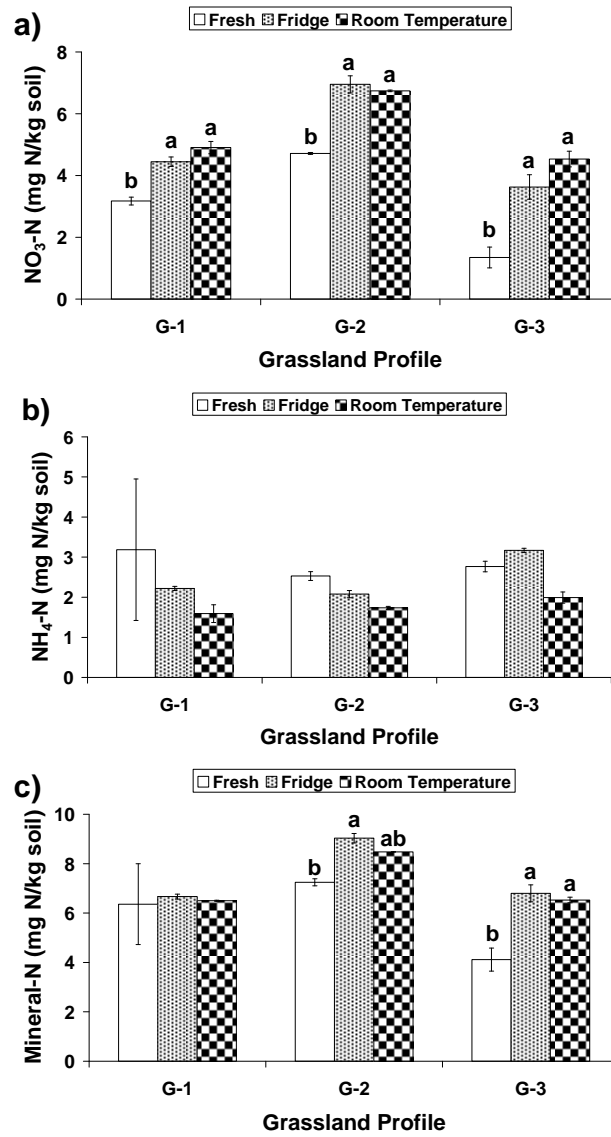 a)
Fresh Fridge Room Temperature
NO3-N (mg N/kg soil)
8
6
4
2
0
b a a
b a a
b a a
G-1 G-2 G-3
Grassland Profile
b)
Fresh Fridge Room Temperature
NH4-N (mg N/kg soil)
6
5
4
3
2
1
0
G-1 G-2 G-3
Grassland Profile
c)
Fresh Fridge Room Temperature
Mineral-N (mg N/kg soil)
10
8
6
4
2
0
b a ab
b a a
G-1 G-2 G-3
Grassland Profile